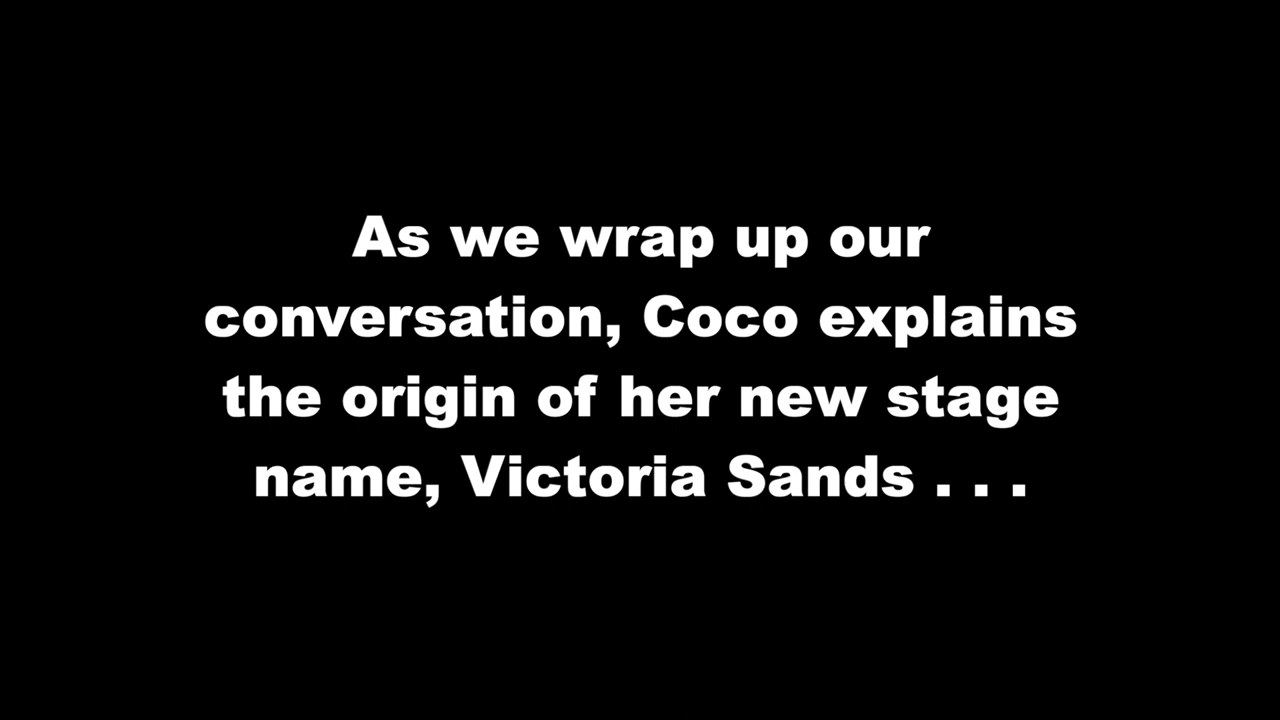 As we wrap up our
conversation, Coco explains
the origin of her new stage
name, Victoria Sands . . .